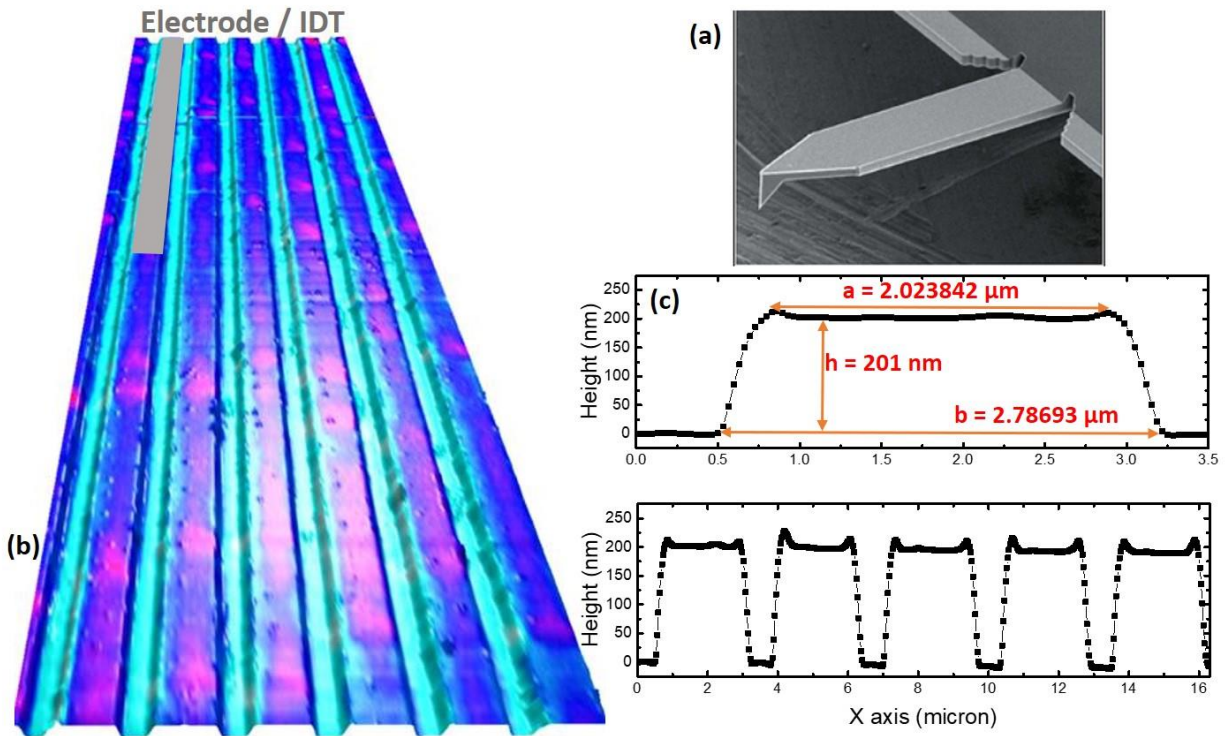 Electrode / IDT
(a)
(b)
(c)
250
200
150
100
50
0
Height (nm)
a = 2.023842 µm
h = 201 nm
b = 2.78693 µm
0.0 0.5 1.0 1.5 2.0 2.5 3.0 3.5
250
200
150
100
50
0
Height (nm)
0 2 4 6 8 10 12 14 16
X axis (micron)